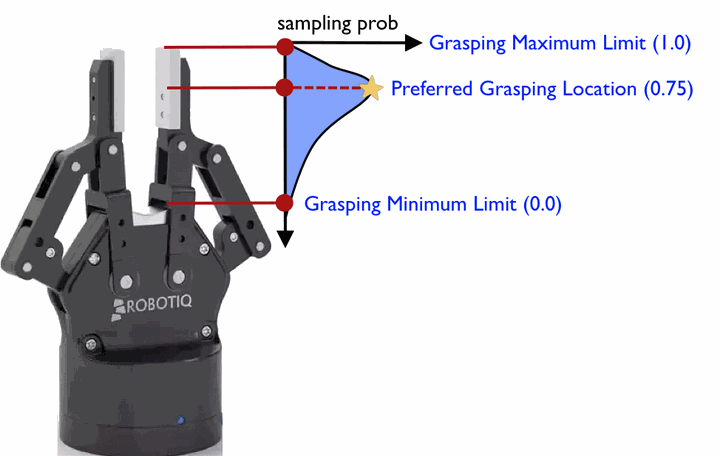 sampling prob
Grasping Maximum Limit (1.0)
Preferred Grasping Location (0.75)
Grasping Minimum Limit (0.0)
ROBOTIQ